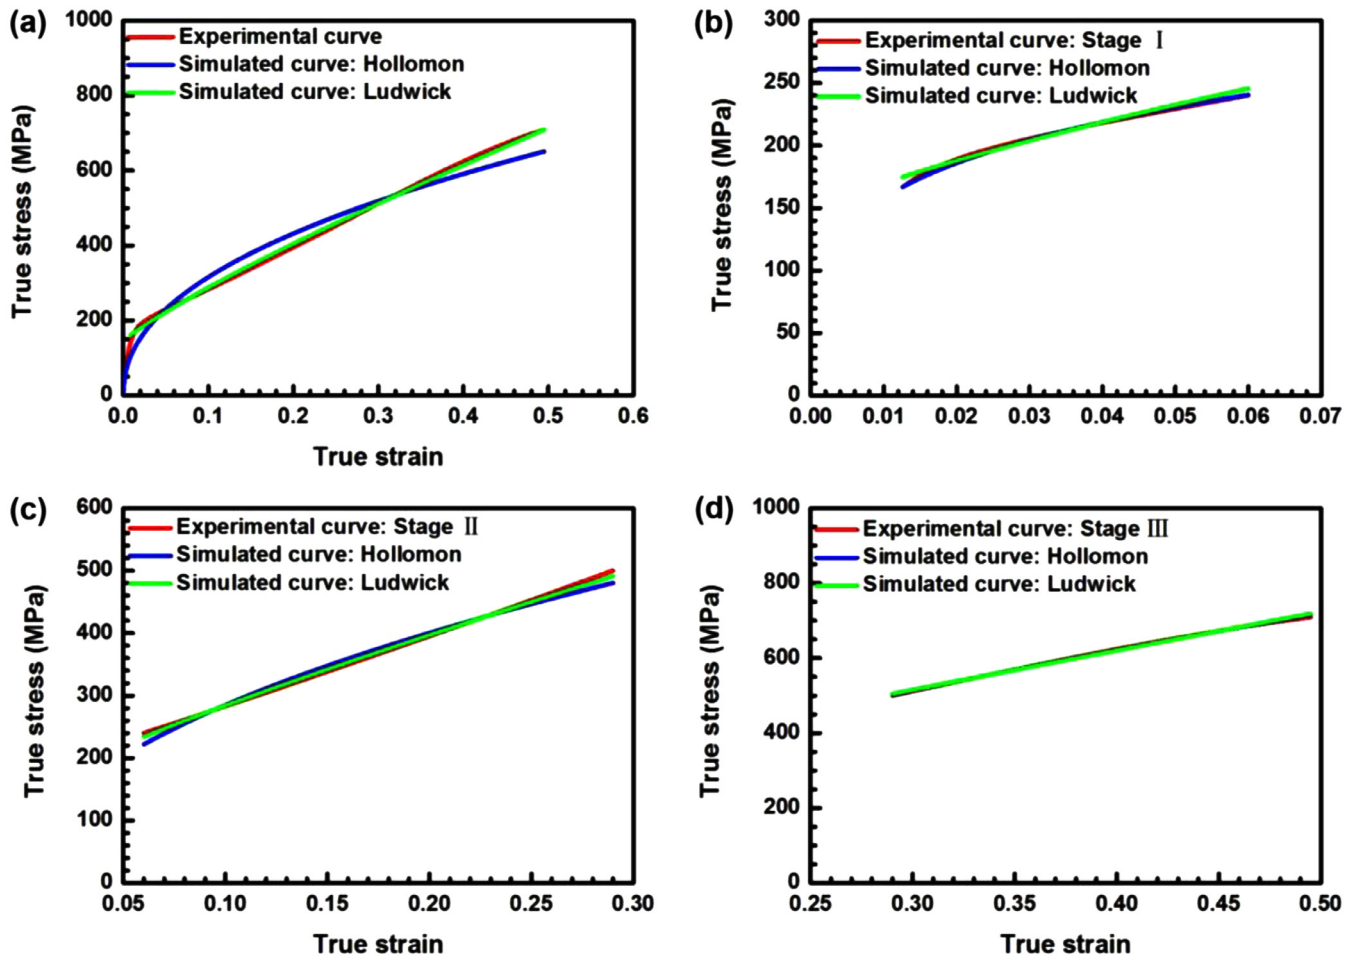 (a)
1000
800
600
400
200
0
Experimental curve
Simulated curve: Hollomon
Simulated curve: Ludwick
True stress (MPa)
0.0 0.1 0.2 0.3 0.4 0.5 0.6
True strain
(b)
300
250
200
150
100
50
0
Experimental curve: Stage Ⅰ
Simulated curve: Hollomon
Simulated curve: Ludwick
True stress (MPa)
0.00 0.01 0.02 0.03 0.04 0.05 0.06 0.07
True strain
(c)
600
500
400
300
200
100
0
Experimental curve: Stage Ⅱ
Simulated curve: Hollomon
Simulated curve: Ludwick
True stress (MPa)
0.05 0.10 0.15 0.20 0.25 0.30
True strain
(d)
1000
800
600
400
200
0
Experimental curve: Stage Ⅲ
Simulated curve: Hollomon
Simulated curve: Ludwick
True stress (MPa)
0.25 0.30 0.35 0.40 0.45 0.50
True strain